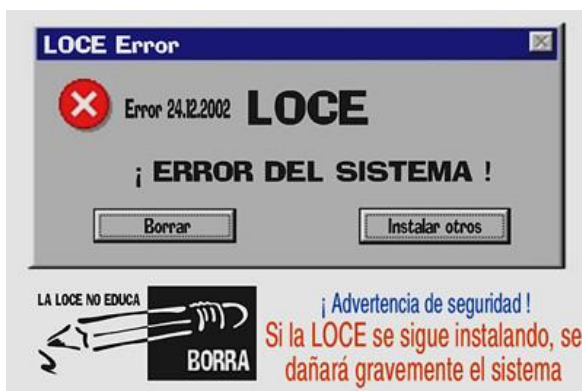 LOCE Error
Error 24.12.2002 LOCE
¡ ERROR DEL SISTEMA !
Borrar
Instalar otros
LA LOCE NO EDUCA
BORRA
¡ Advertencia de seguridad !
Si la LOCE se sigue instalando, se
dañará gravemente el sistema